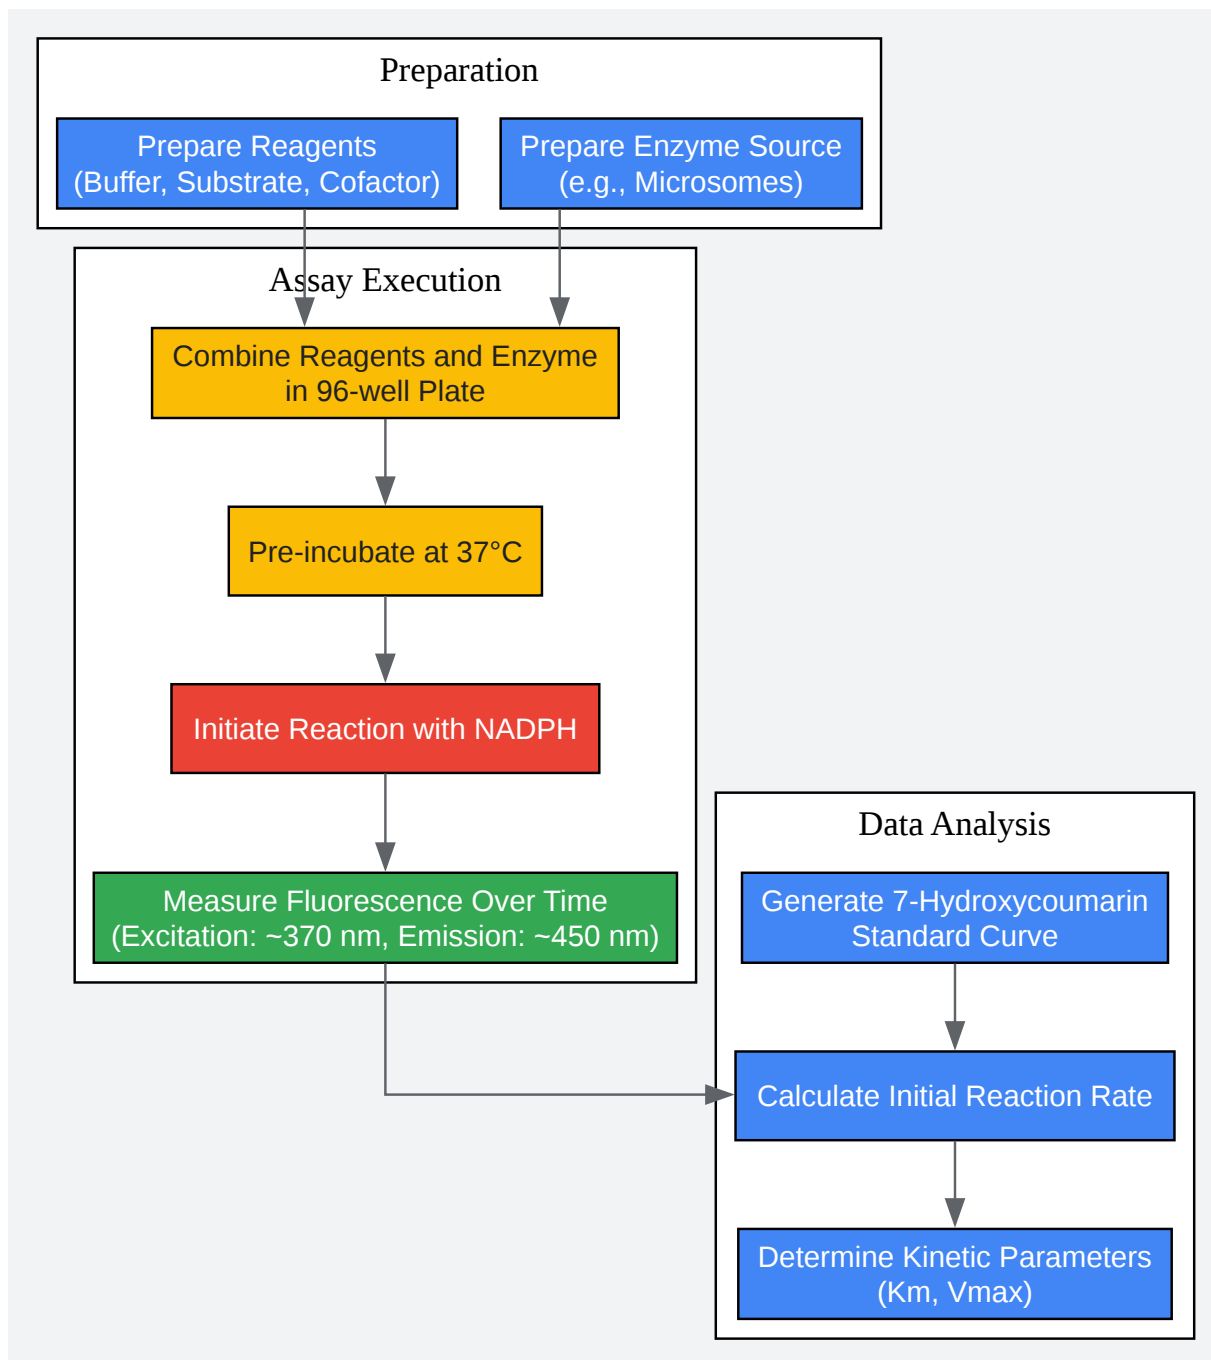 Preparation
Prepare Reagents
(Buffer, Substrate, Cofactor)
Prepare Enzyme Source
(e.g., Microsomes)
Assay Execution
Combine Reagents and Enzyme
in 96-well Plate
Pre-incubate at 37°C
Initiate Reaction with NADPH
Measure Fluorescence Over Time
(Excitation: ~370 nm, Emission: ~450 nm)
Data Analysis
Generate 7-Hydroxycoumarin
Standard Curve
Calculate Initial Reaction Rate
Determine Kinetic Parameters
(Km, Vmax)